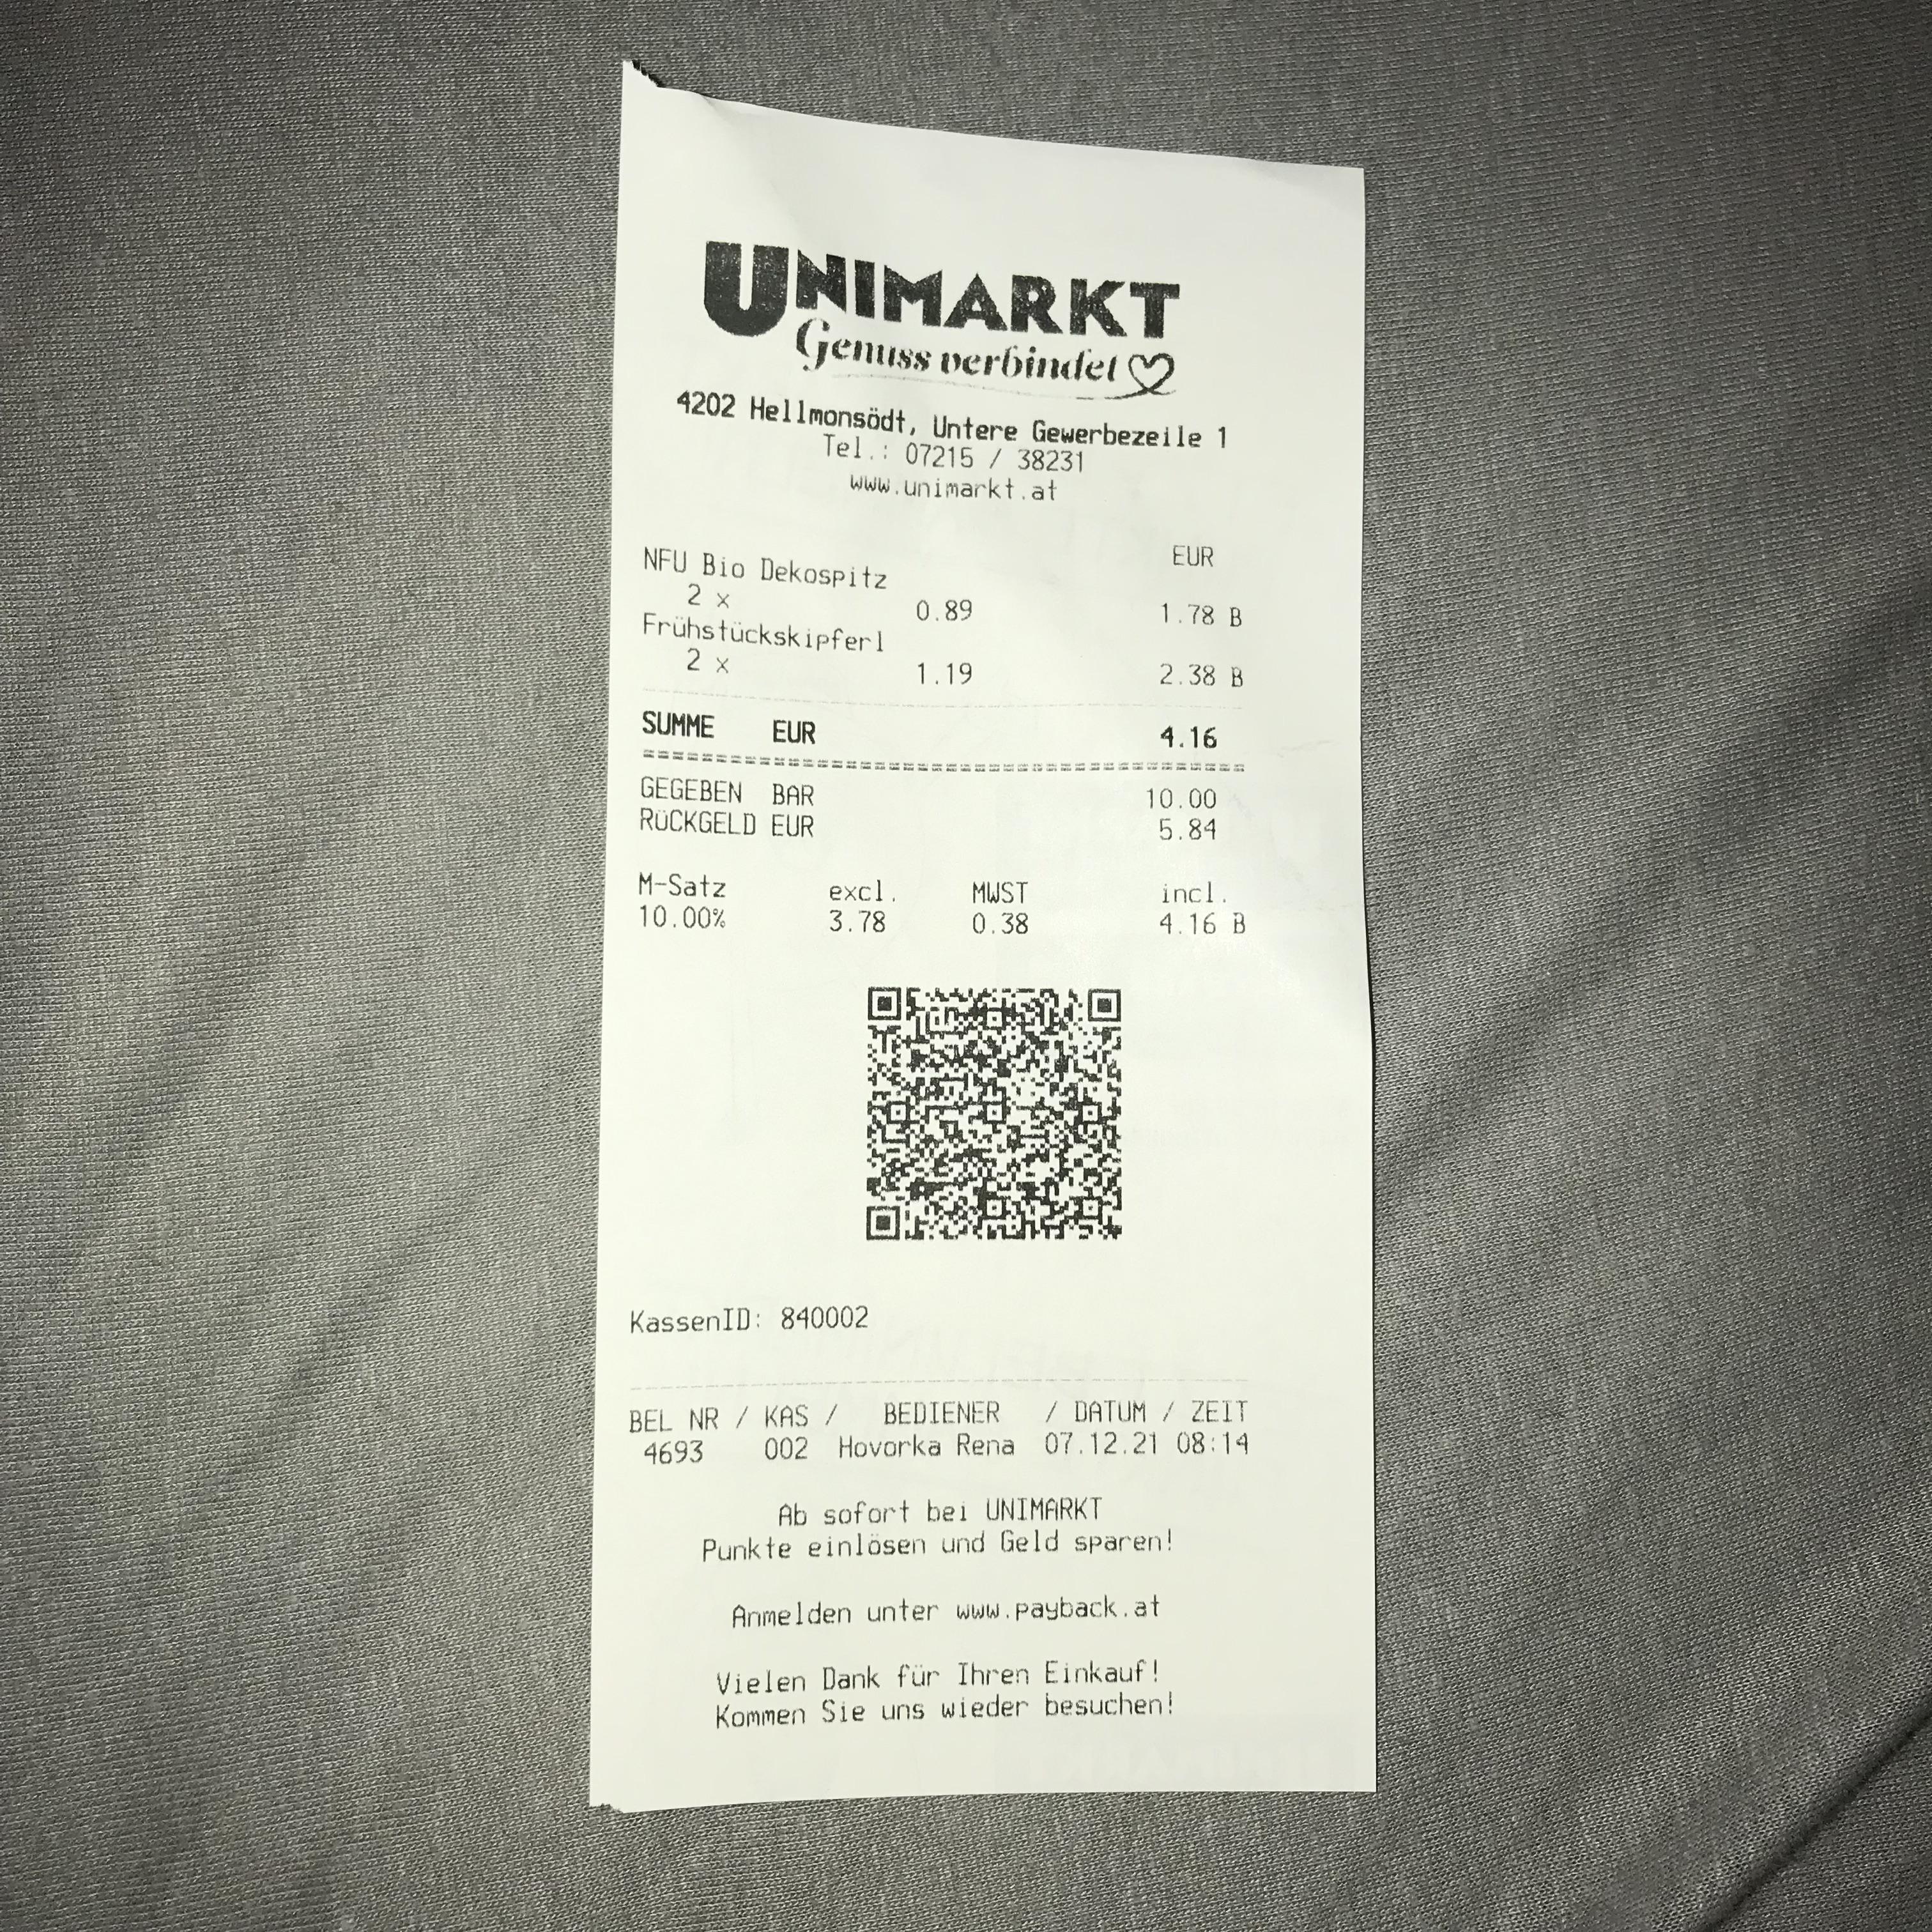 UNIMARKT
Genuss verbindet
4202 Hellmonsödt, Untere Gewerbezeile 1
Tel.: 07215 / 38231
www.unimarkt.at
EUR
NFU Bio Dekospitz
2 x 0.89 1.78 B
Frühstückskipferl
2 x 1.19 2.38 B
SUMME EUR 4.16
GEGEBEN BAR 10.00
RÜCKGELD EUR 5.84
M-Satz excl. MWST incl.
10.00% 3.78 0.38 4.16 B
KassenID: 840002
BEL NR / KAS / BEDIENER / DATUM / ZEIT
4693 002 Hovorka Rena 07.12.21 08:14
Ab sofort bei UNIMARKT
Punkte einlösen und Geld sparen!
Anmelden unter www.payback.at
Vielen Dank für Ihren Einkauf!
Kommen Sie uns wieder besuchen!